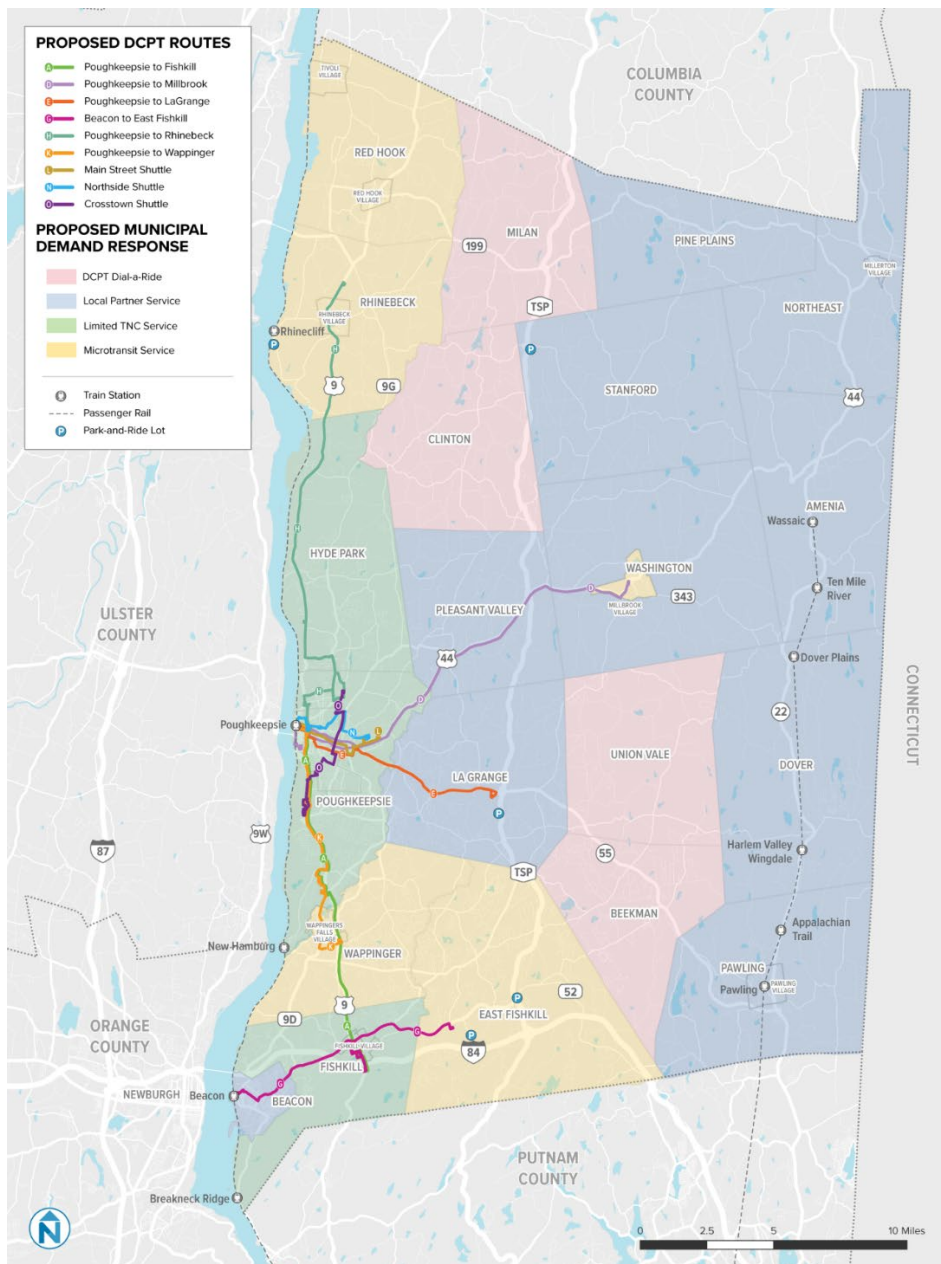 PROPOSED DCPT ROUTES
A Poughkeepsie to Fishkill
D Poughkeepsie to Millbrook
E Poughkeepsie to LaGrange
G Beacon to East Fishkill
H Poughkeepsie to Rhinebeck
K Poughkeepsie to Wappinger
L Main Street Shuttle
N Northside Shuttle
O Crosstown Shuttle
PROPOSED MUNICIPAL
DEMAND RESPONSE
DCPT Dial-a-Ride
Local Partner Service
Limited TNC Service
Microtransit Service
Train Station
Passenger Rail
P Park-and-Ride Lot
COLUMBIA
COUNTY
TIVOLI
VILLAGE
RED HOOK
RED HOOK
VILLAGE
MILAN
199
PINE PLAINS
MILLERTON
VILLAGE
NORTHEAST
RHINEBECK
RHINEBECK
VILLAGE
TSP
Rhinecliff
P
H
P
9
9G
STANFORD
44
CLINTON
AMENIA
Wassaic
H
HYDE PARK
WASHINGTON
D
MILLBROOK
VILLAGE
343
Ten Mile
River
PLEASANT VALLEY
ULSTER
COUNTY
44
Dover Plains
CONNECTICUT
H
D
O
22
Poughkeepsie
N
L
E
A
O
UNION VALE
DOVER
LA GRANGE
E
POUGHKEEPSIE
P
9W
K
87
A
55
Harlem Valley
Wingdale
TSP
BEEKMAN
WAPPINGERS
FALLS
VILLAGE
Appalachian
Trail
New Hamburg
K
WAPPINGER
PAWLING
Pawling
PAWLING
VILLAGE
52
P
9
9D
EAST FISHKILL
A
G
P
84
ORANGE
COUNTY
FISHKILL VILLAGE
FISHKILL
G
NEWBURGH
Beacon
BEACON
PUTNAM
COUNTY
Breakneck Ridge
N
0
2.5
5
10 Miles